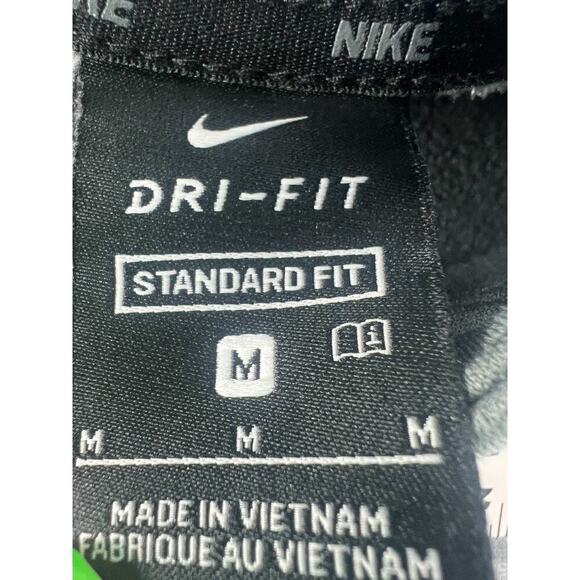 NIKE
DRI-FIT
STANDARD FIT
M
M M M
MADE IN VIETNAM
FABRIQUE AU VIETNAM